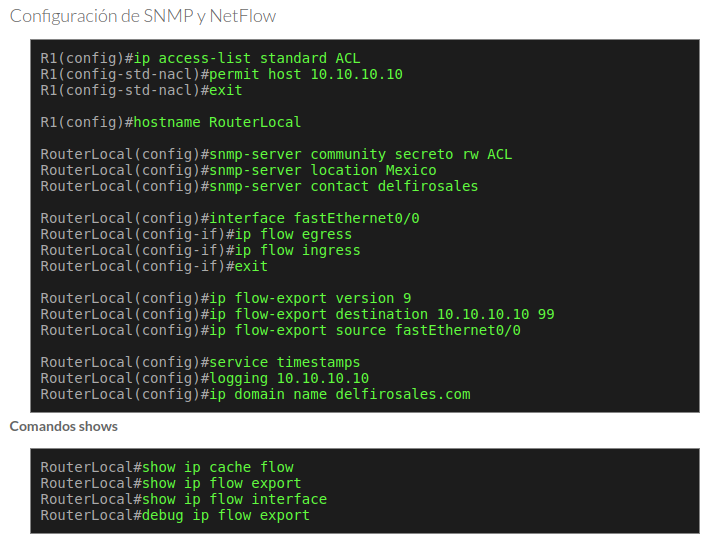 Configuración de SNMP y NetFlow
R1(config)#ip access-list standard ACL
R1(config-std-nacl)#permit host 10.10.10.10
R1(config-std-nacl)#exit
R1(config)#hostname RouterLocal
RouterLocal(config)#snmp-server community secreto rw ACL
RouterLocal(config)#snmp-server location Mexico
RouterLocal(config)#snmp-server contact delfirosales
RouterLocal(config)#interface fastEthernet0/0
RouterLocal(config-if)#ip flow egress
RouterLocal(config-if)#ip flow ingress
RouterLocal(config-if)#exit
RouterLocal(config)#ip flow-export version 9
RouterLocal(config)#ip flow-export destination 10.10.10.10 99
RouterLocal(config)#ip flow-export source fastEthernet0/0
RouterLocal(config)#service timestamps
RouterLocal(config)#logging 10.10.10.10
RouterLocal(config)#ip domain name delfirosales.com
Comandos shows
RouterLocal#show ip cache flow
RouterLocal#show ip flow export
RouterLocal#show ip flow interface
RouterLocal#debug ip flow export